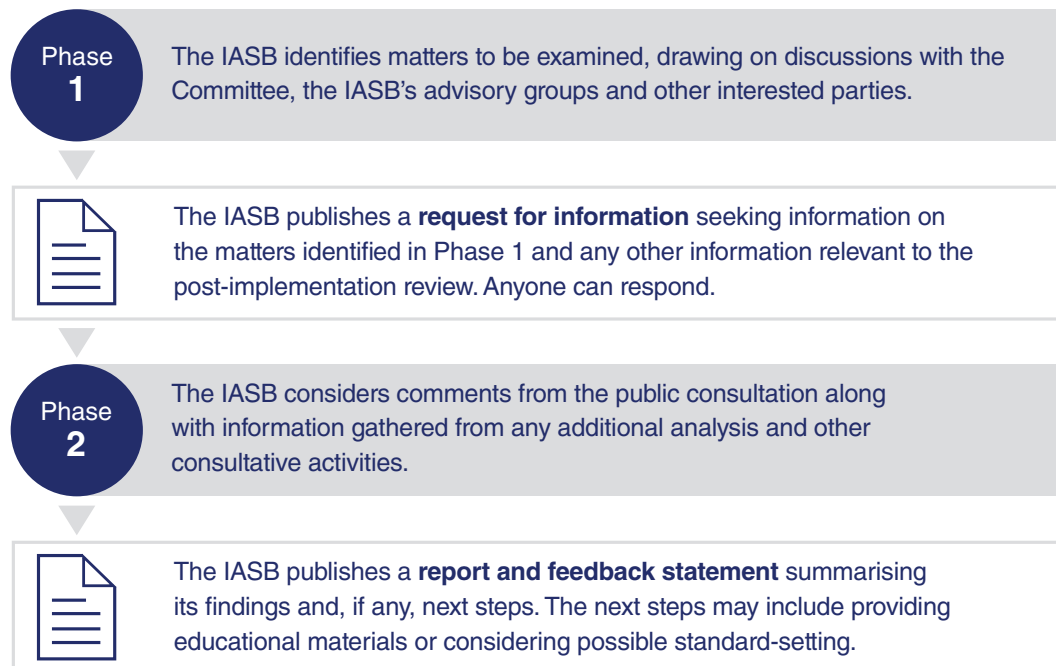 Phase
1
The IASB identifies matters to be examined, drawing on discussions with the
Committee, the IASB’s advisory groups and other interested parties.
The IASB publishes a request for information seeking information on
the matters identified in Phase 1 and any other information relevant to the
post-implementation review. Anyone can respond.
Phase
2
The IASB considers comments from the public consultation along
with information gathered from any additional analysis and other
consultative activities.
The IASB publishes a report and feedback statement summarising
its findings and, if any, next steps. The next steps may include providing
educational materials or considering possible standard-setting.